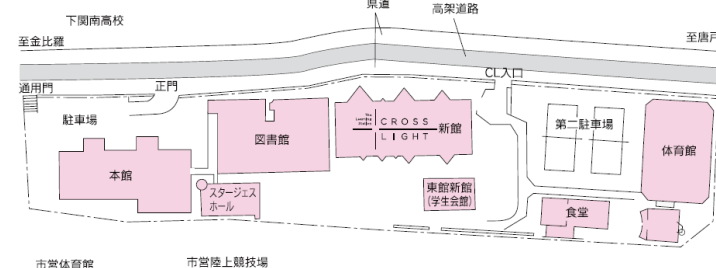 県道
高架道路
下関南高校
至金比羅
至唐戸
通用門
正門
CL入口
駐車場
図書館
The Learning Station
CROSS
LIGHT
新館
第二駐車場
体育館
本館
スタージェス
ホール
東館新館
(学生会館)
食堂
市営体育館
市営陸上競技場